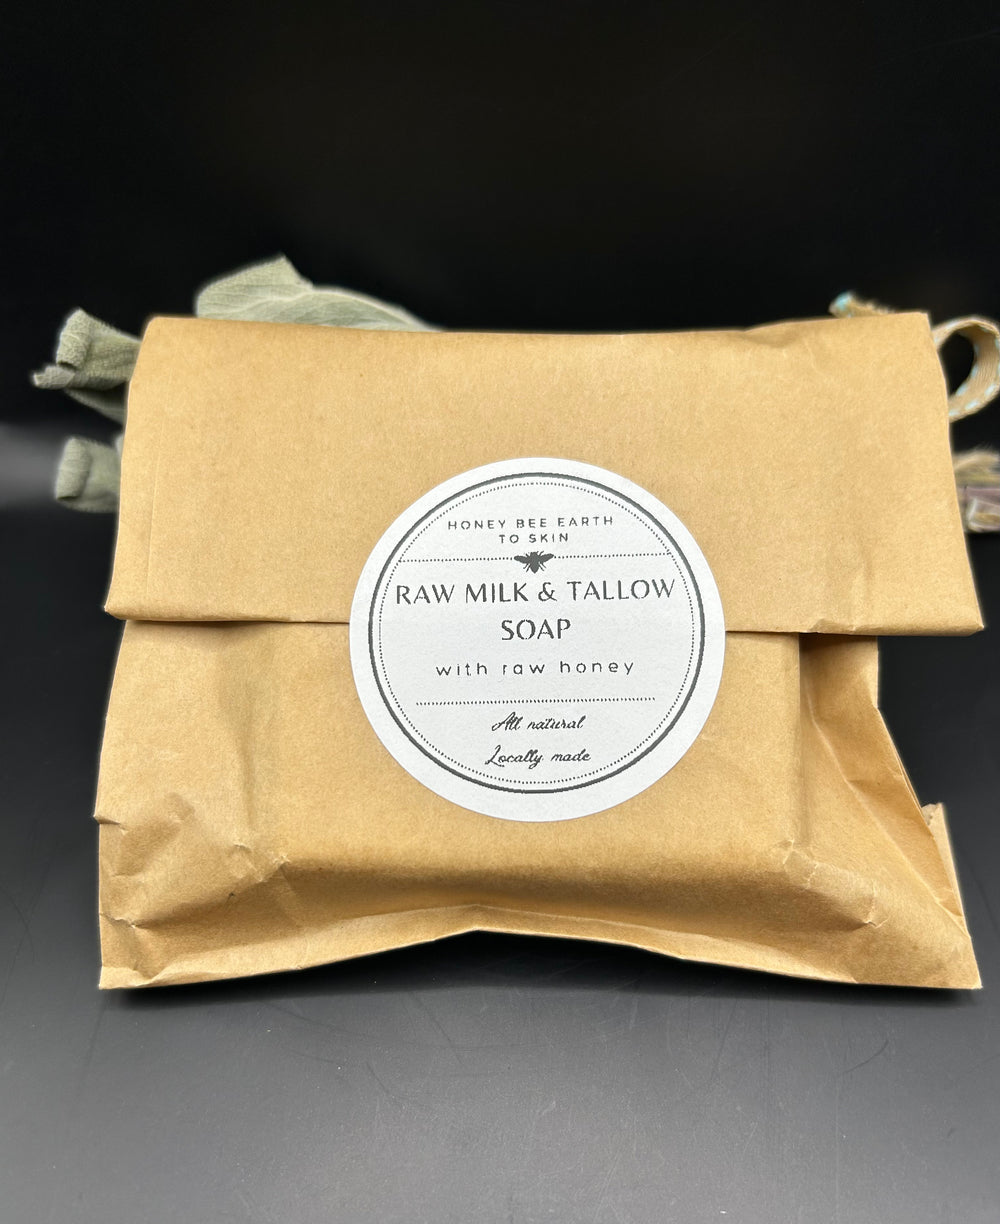 HONEY BEE EARTH
TO SKIN
RAW MILK & TALLOW
SOAP
with raw honey
All natural
Locally made